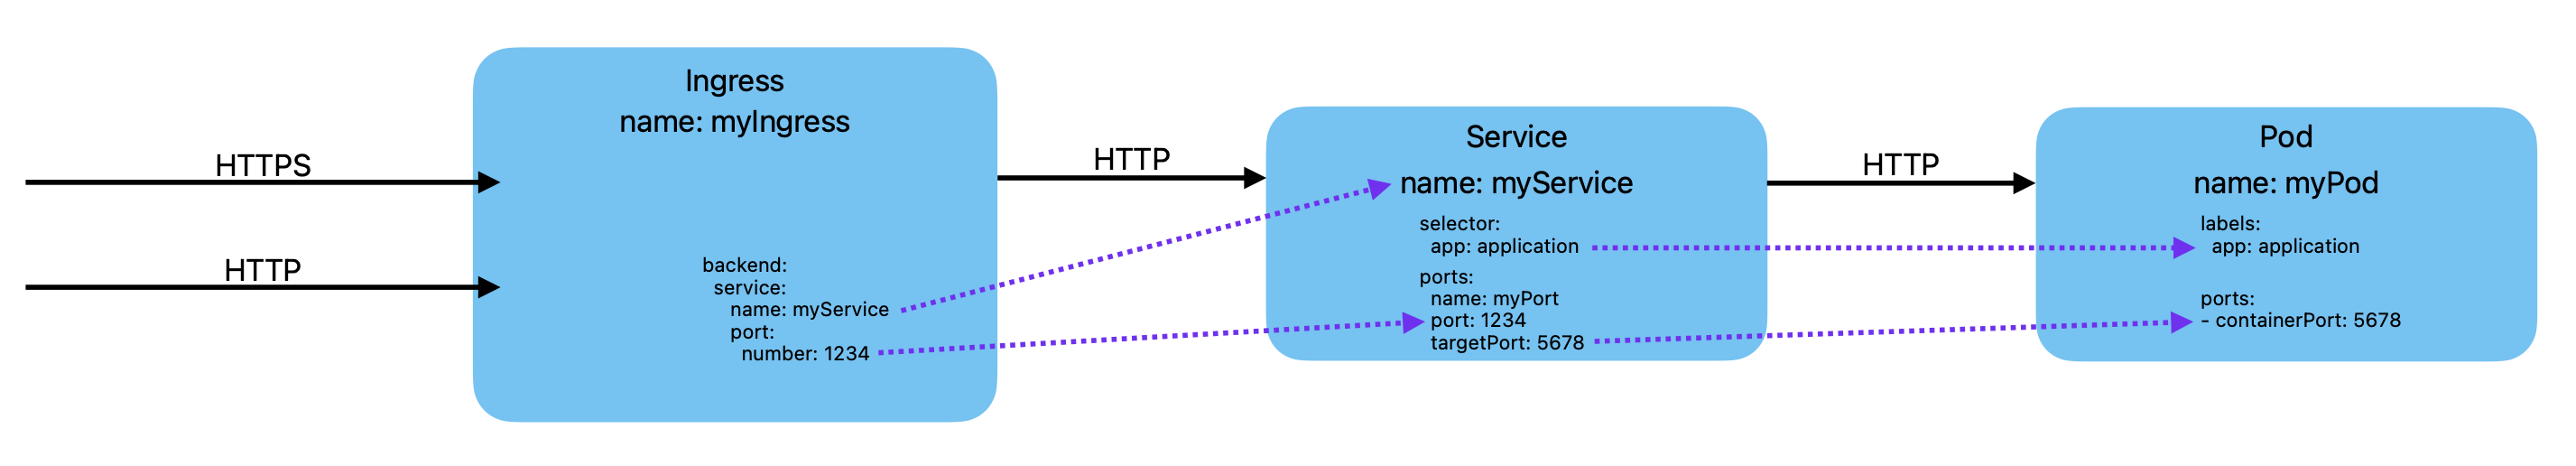 HTTPS
HTTP
Ingress
name: myIngress
backend:
service:
name: myService
port:
number: 1234
HTTP
Service
name: myService
selector:
app: application
ports:
name: myPort
port: 1234
targetPort: 5678
HTTP
Pod
name: myPod
labels:
app: application
ports:
- containerPort: 5678